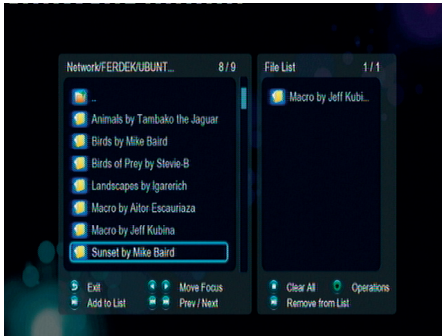 Network/FERDEK/UBUNT... 8 / 9
..
Animals by Tambako the Jaguar
Birds by Mike Baird
Birds of Prey by Stevie-B
Landscapes by Igarerich
Macro by Aitor Escauriaza
Macro by Jeff Kubina
Sunset by Mike Baird
Exit Move Focus
Add to List Prev / Next
File List 1 / 1
Macro by Jeff Kubi...
Clear All Operations
Remove from List